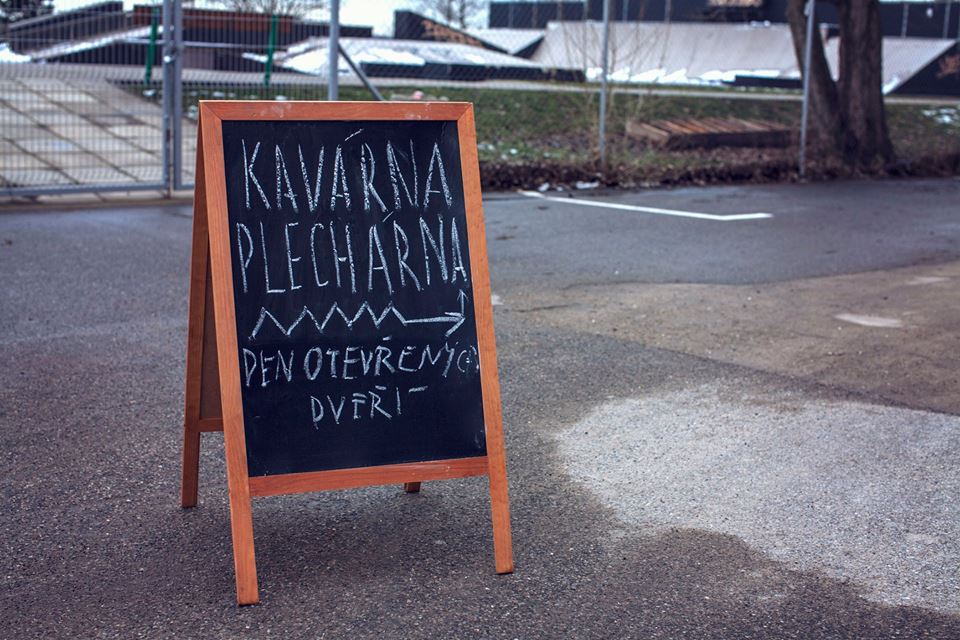 KAVÁRNA
PLECHÁRNA
DEN OTEVŘENÝCH
DVEŘÍ